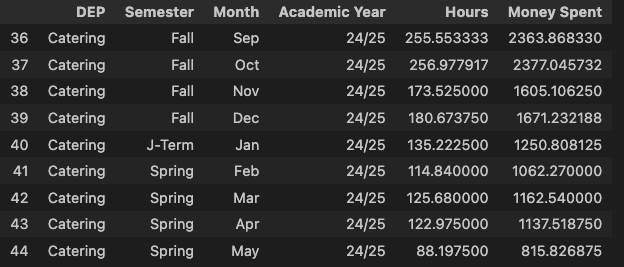 DEP Semester Month Academic Year Hours Money Spent
36 Catering Fall Sep 24/25 255.553333 2363.868330
37 Catering Fall Oct 24/25 256.977917 2377.045732
38 Catering Fall Nov 24/25 173.525000 1605.106250
39 Catering Fall Dec 24/25 180.673750 1671.232188
40 Catering J-Term Jan 24/25 135.222500 1250.808125
41 Catering Spring Feb 24/25 114.840000 1062.270000
42 Catering Spring Mar 24/25 125.680000 1162.540000
43 Catering Spring Apr 24/25 122.975000 1137.518750
44 Catering Spring May 24/25 88.197500 815.826875